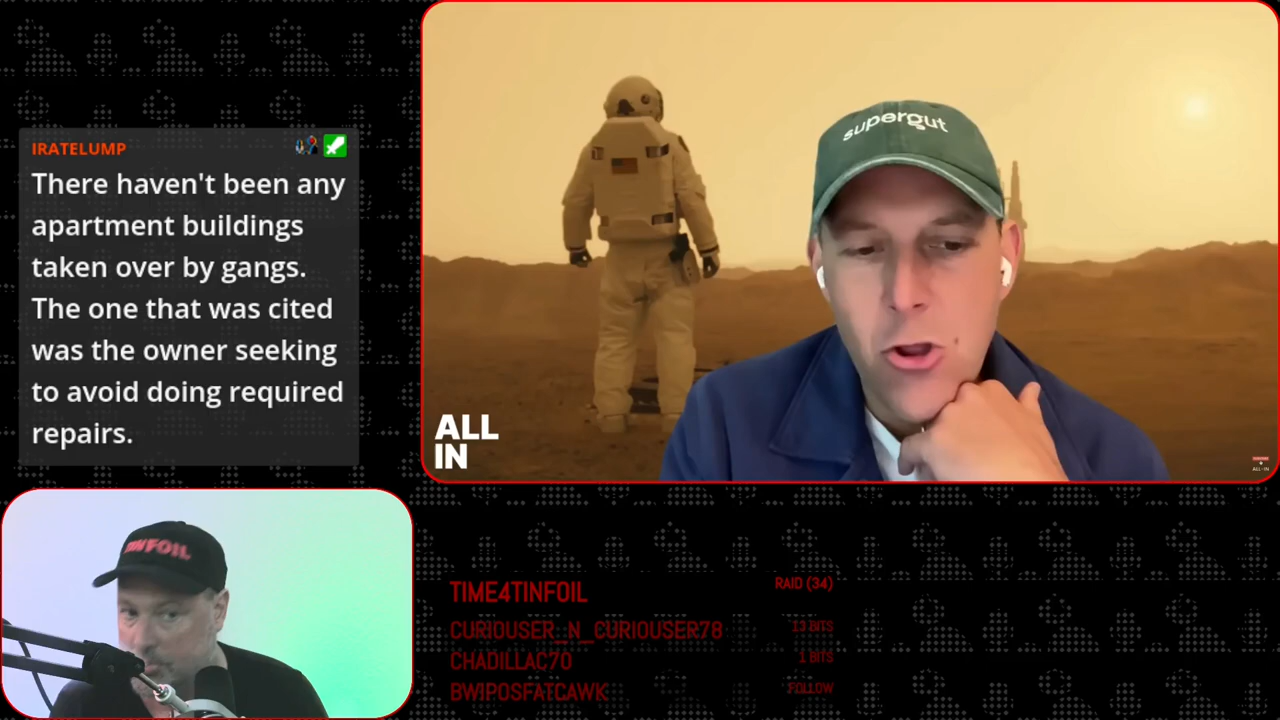 IRATELUMP
There haven't been any
apartment buildings
taken over by gangs.
The one that was cited
was the owner seeking
to avoid doing required
repairs.
supergut
ALL
IN
ALL-IN
TINFOIL
TIME4TINFOIL RAID (34)
CURIOUSER_N_CURIOUSER78 13 BITS
CHADILLAC70 1 BITS
BWIPOSFATCAWK FOLLOW